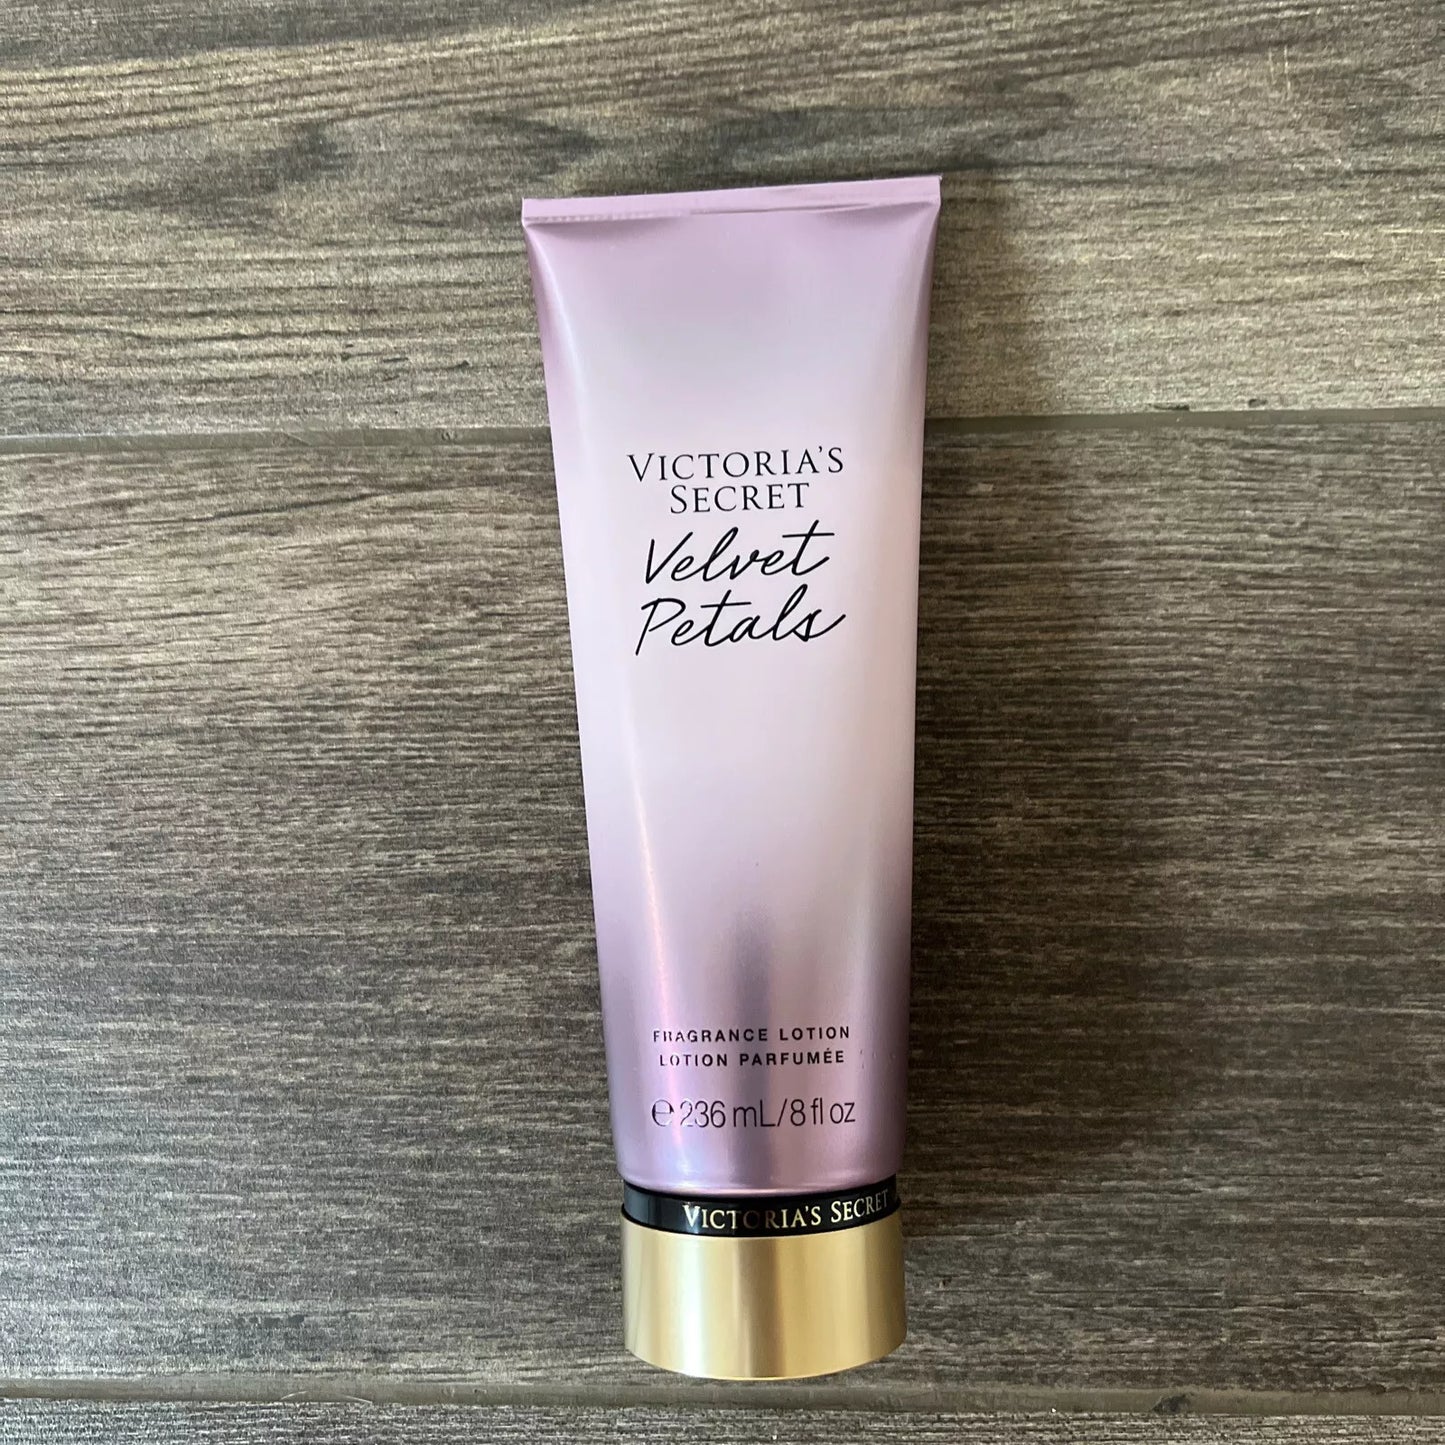 VICTORIA'S
SECRET
Velvet
Petals
FRAGRANCE LOTION
LOTION PARFUMÉE
℮ 236 mL/8 fl oz
VICTORIA'S SECRET